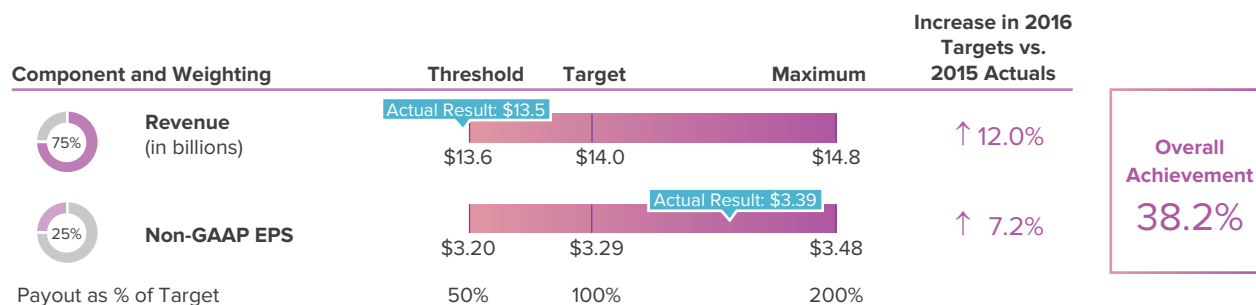 Increase in 2016
Targets vs.
2015 Actuals
Component and Weighting Threshold Target Maximum
Actual Result: $13.5
75%
Revenue
(in billions)
$13.6 $14.0 $14.8
↑ 12.0%
Actual Result: $3.39
25%
Non-GAAP EPS
$3.20 $3.29 $3.48
↑ 7.2%
Payout as % of Target 50% 100% 200%
Overall
Achievement
38.2%